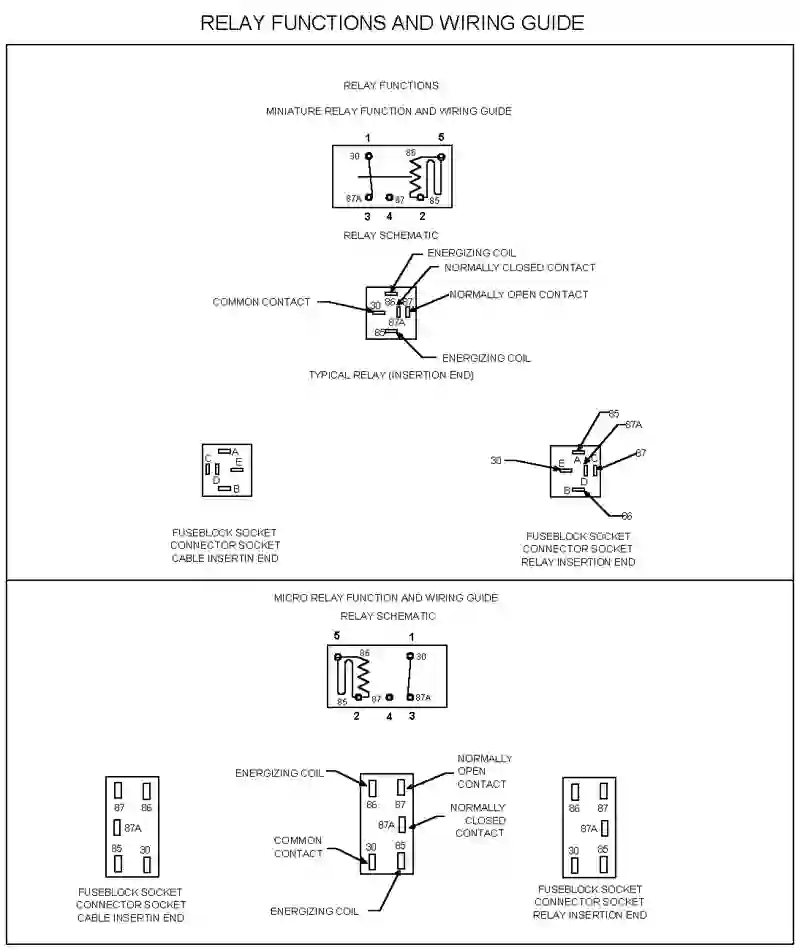 RELAY FUNCTIONS AND WIRING GUIDE
RELAY FUNCTIONS
MINIATURE RELAY FUNCTION AND WIRING GUIDE
1 5
30 86
87A 87 85
3 4 2
RELAY SCHEMATIC
ENERGIZING COIL
NORMALLY CLOSED CONTACT
NORMALLY OPEN CONTACT
COMMON CONTACT
30 86 87
87A
85
ENERGIZING COIL
TYPICAL RELAY (INSERTION END)
A
C E
D
B
FUSEBLOCK SOCKET
CONNECTOR SOCKET
CABLE INSERTIN END
85
87A
87
30
E A C
D
B
86
FUSEBLOCK SOCKET
CONNECTOR SOCKET
RELAY INSERTION END
MICRO RELAY FUNCTION AND WIRING GUIDE
RELAY SCHEMATIC
5 1
86 30
85 87 87A
2 4 3
87 86
87A
85 30
FUSEBLOCK SOCKET
CONNECTOR SOCKET
CABLE INSERTIN END
ENERGIZING COIL
NORMALLY
OPEN
CONTACT
86 87
87A
NORMALLY
CLOSED
CONTACT
COMMON
CONTACT
30 85
ENERGIZING COIL
86 87
87A
30 85
FUSEBLOCK SOCKET
CONNECTOR SOCKET
RELAY INSERTION END